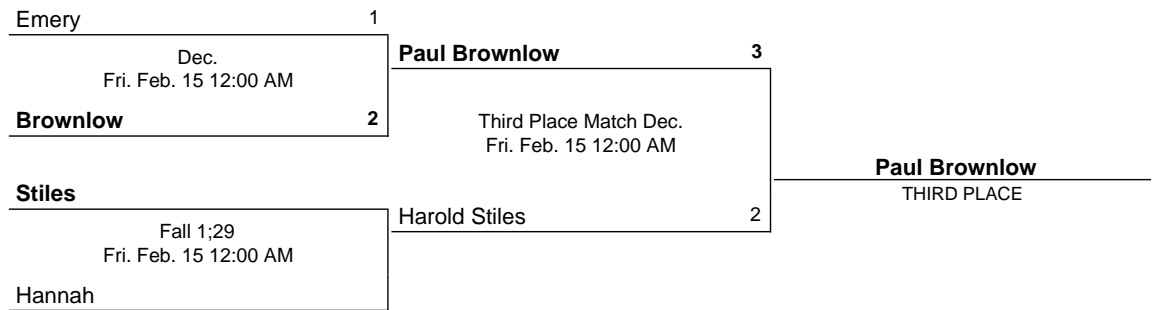 Emery 1
Dec.
Fri. Feb. 15 12:00 AM
Brownlow 2
Paul Brownlow 3
Third Place Match Dec.
Fri. Feb. 15 12:00 AM
Stiles
Fall 1;29
Fri. Feb. 15 12:00 AM
Hannah
Harold Stiles 2
Paul Brownlow
THIRD PLACE